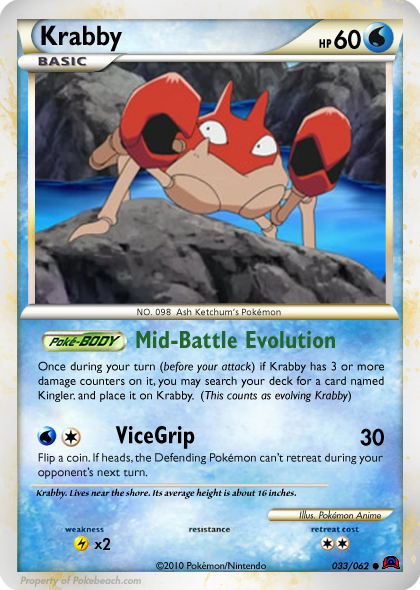 Krabby
HP 60
BASIC
NO. 098 Ash Ketchum's Pokémon
Poké-BODY Mid-Battle Evolution
Once during your turn (before your attack) if Krabby has 3 or more
damage counters on it, you may search your deck for a card named
Kingler. and place it on Krabby. (This counts as evolving Krabby)
ViceGrip 30
Flip a coin. If heads, the Defending Pokémon can't retreat during your
opponent's next turn.
Krabby. Lives near the shore. Its average height is about 16 inches.
Illus. Pokémon Anime
weakness resistance retreat cost
x2
©2010 Pokémon/Nintendo 033/062
Property of Pokebeach.com